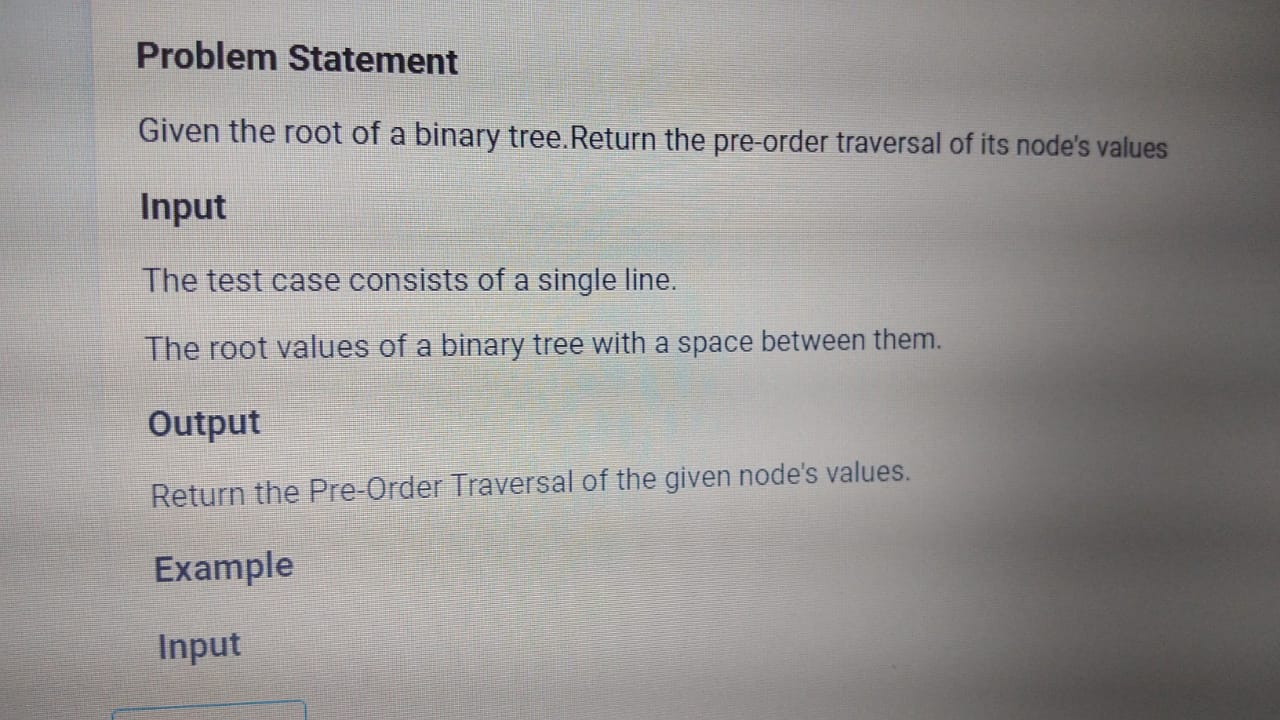 Problem Statement
Given the root of a binary tree.Return the pre-order traversal of its node's values
Input
The test case consists of a single line.
The root values of a binary tree with a space between them.
Output
Return the Pre-Order Traversal of the given node's values.
Example
Input